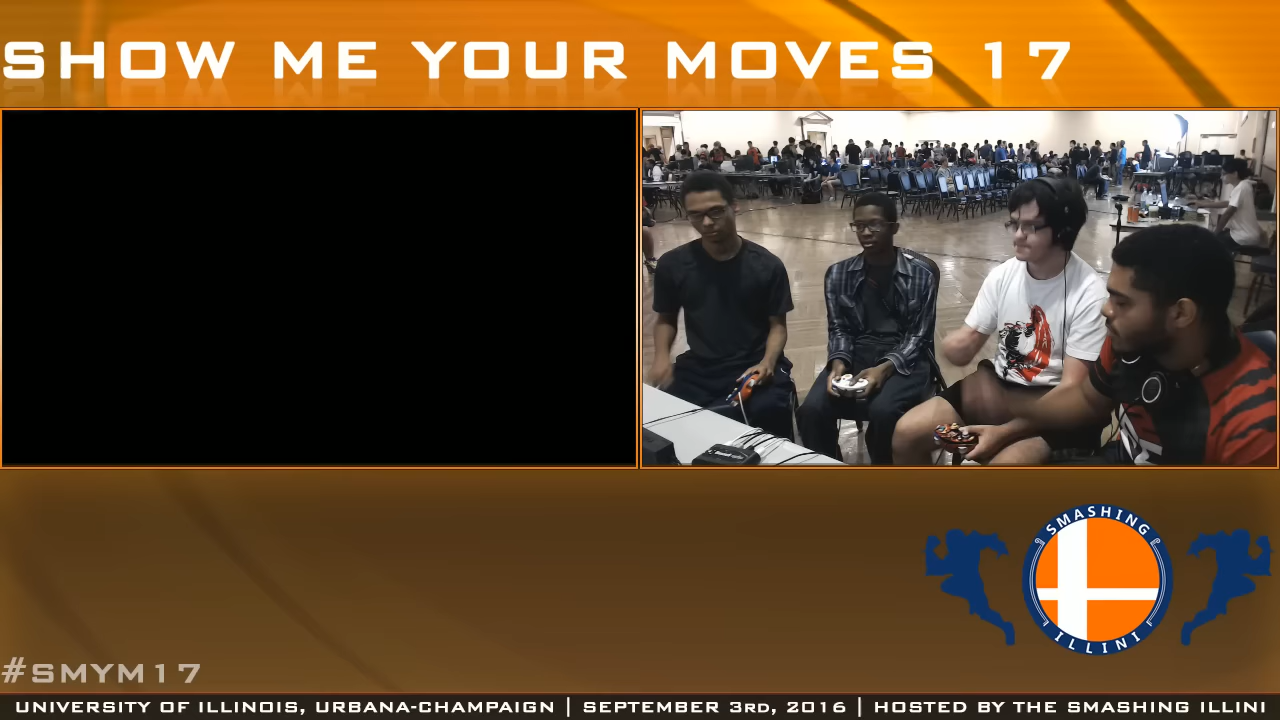 SHOW ME YOUR MOVES 17
SMASHING
ILLINI
#SMYM17
UNIVERSITY OF ILLINOIS, URBANA-CHAMPAIGN | SEPTEMBER 3RD, 2016 | HOSTED BY THE SMASHING ILLINI